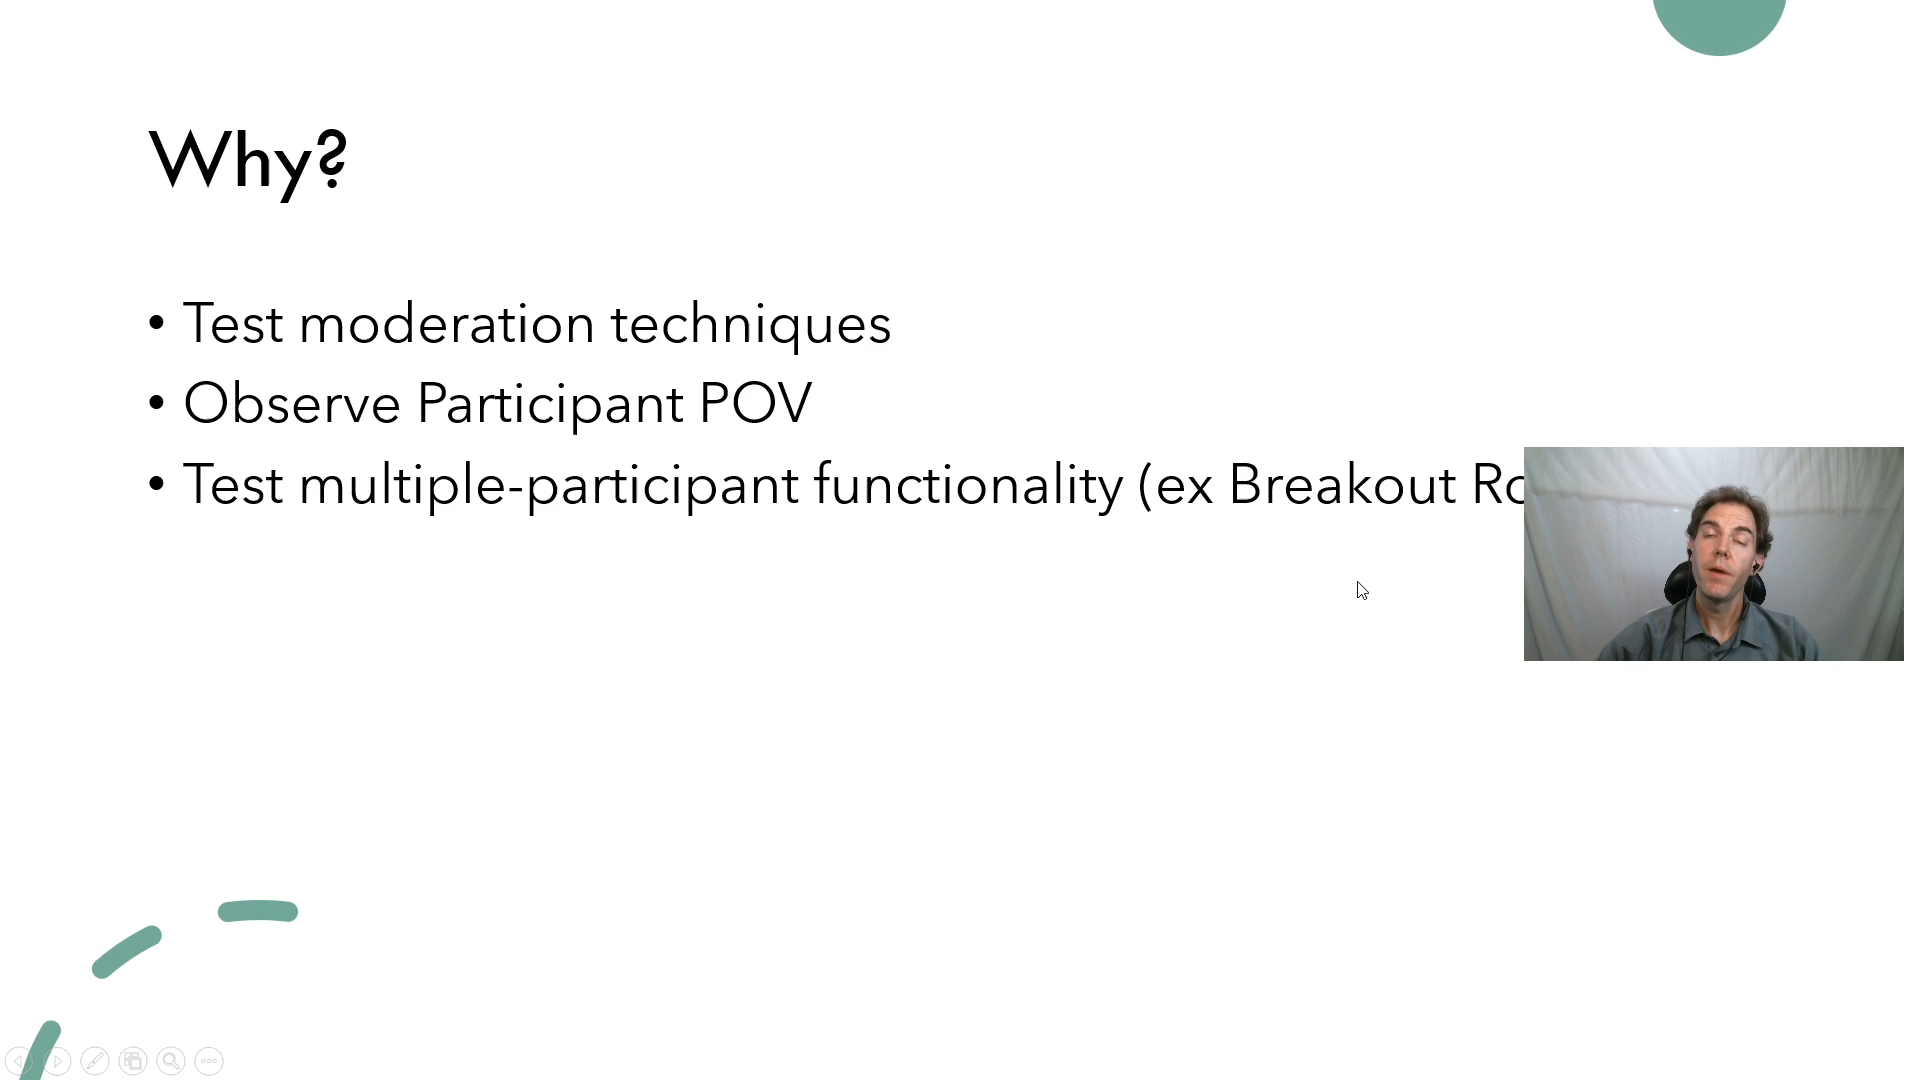 Why?
• Test moderation techniques
• Observe Participant POV
• Test multiple-participant functionality (ex Breakout